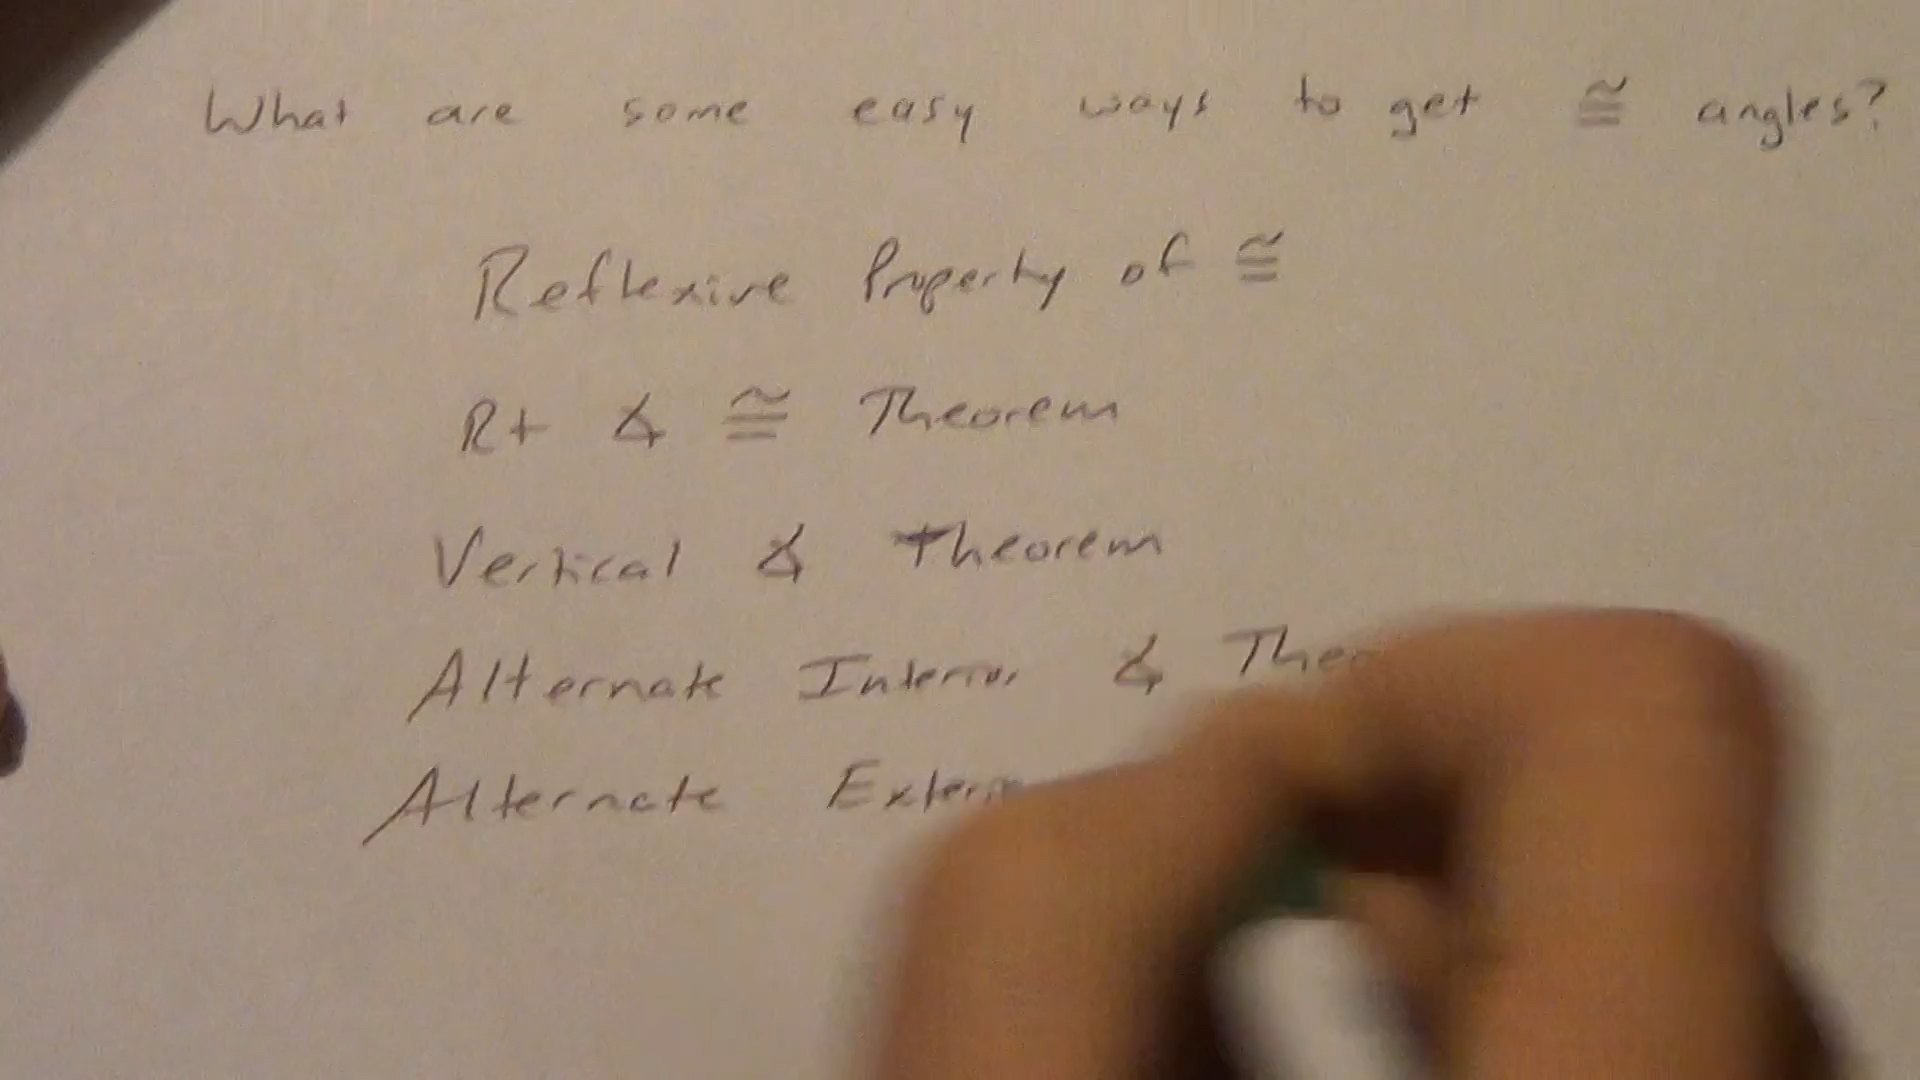 What are some easy ways to get ≅ angles?
Reflexive Property of ≅
Rt ∡ ≅ Theorem
Vertical ∡ Theorem
Alternate Interior ∡
Alternate